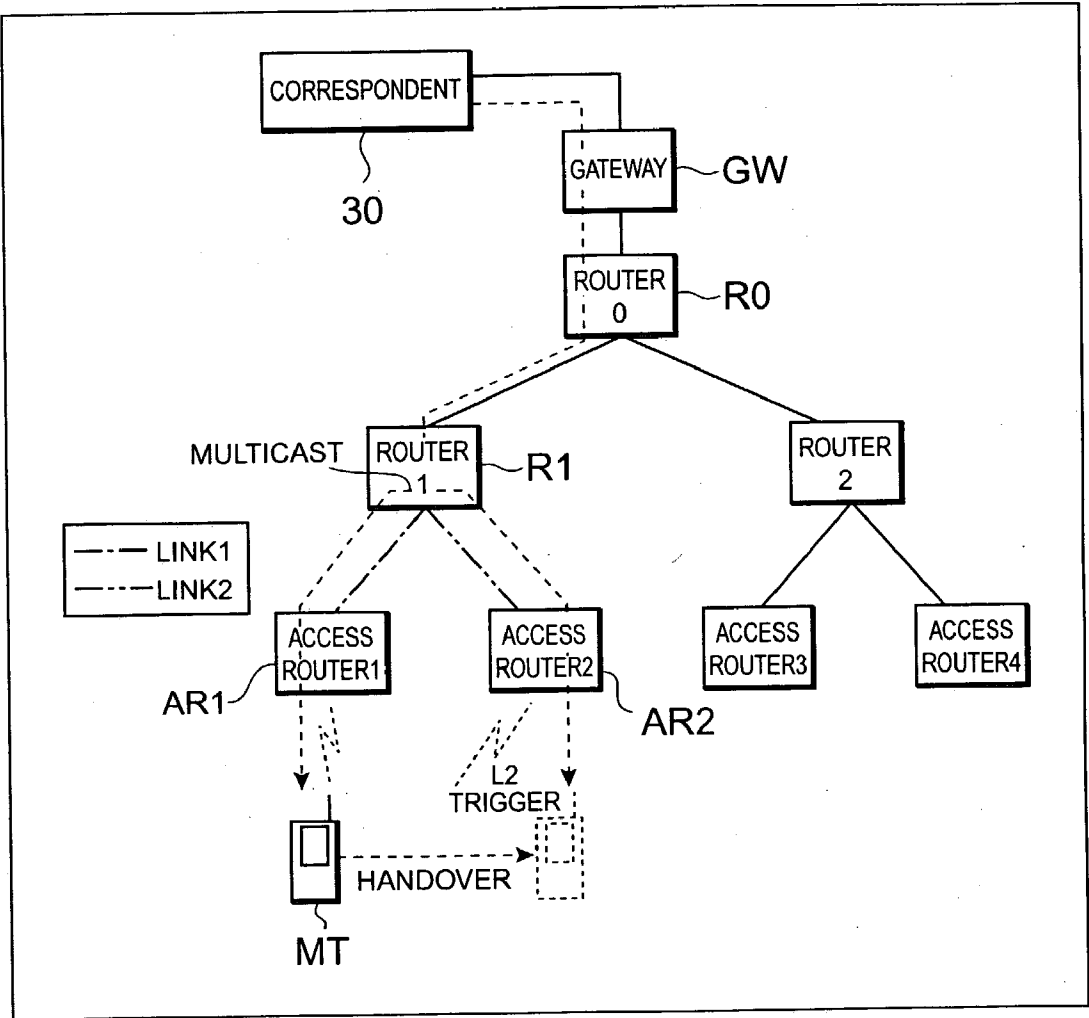 CORRESPONDENT
30
GATEWAY
GW
ROUTER
0
R0
MULTICAST
ROUTER
1
R1
ROUTER
2
LINK1
LINK2
ACCESS
ROUTER1
AR1
ACCESS
ROUTER2
AR2
ACCESS
ROUTER3
ACCESS
ROUTER4
L2
TRIGGER
HANDOVER
MT